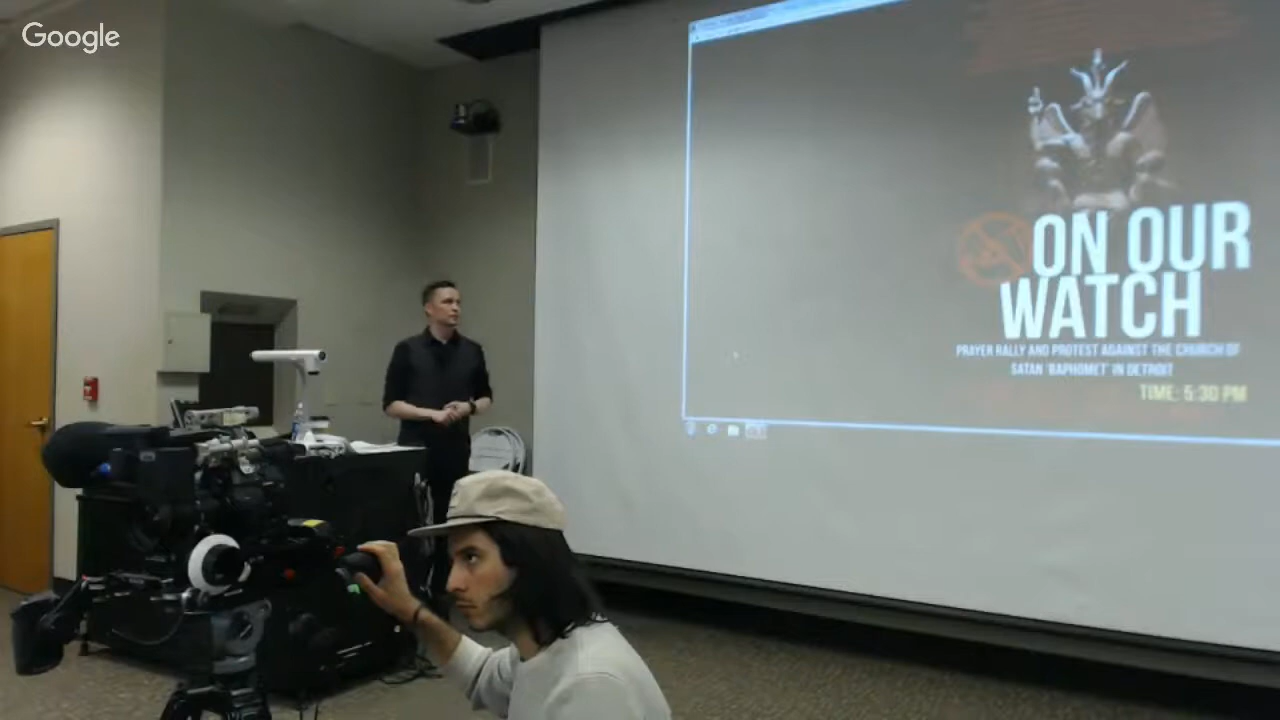 Google
ON OUR
WATCH
PRAYER RALLY AND PROTEST AGAINST THE CHURCH OF
SATAN 'BAPHOMET' IN DETROIT
TIME: 5:30 PM